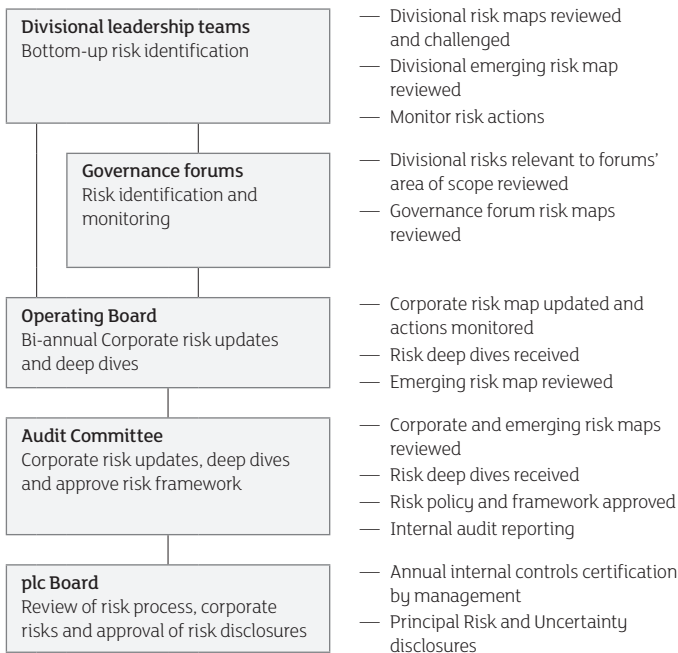 Divisional leadership teams
Bottom-up risk identification
— Divisional risk maps reviewed
and challenged
— Divisional emerging risk map
reviewed
— Monitor risk actions
Governance forums
Risk identification and
monitoring
— Divisional risks relevant to forums’
area of scope reviewed
— Governance forum risk maps
reviewed
Operating Board
Bi-annual Corporate risk updates
and deep dives
— Corporate risk map updated and
actions monitored
— Risk deep dives received
— Emerging risk map reviewed
Audit Committee
Corporate risk updates, deep dives
and approve risk framework
— Corporate and emerging risk maps
reviewed
— Risk deep dives received
— Risk policy and framework approved
— Internal audit reporting
plc Board
Review of risk process, corporate
risks and approval of risk disclosures
— Annual internal controls certification
by management
— Principal Risk and Uncertainty
disclosures